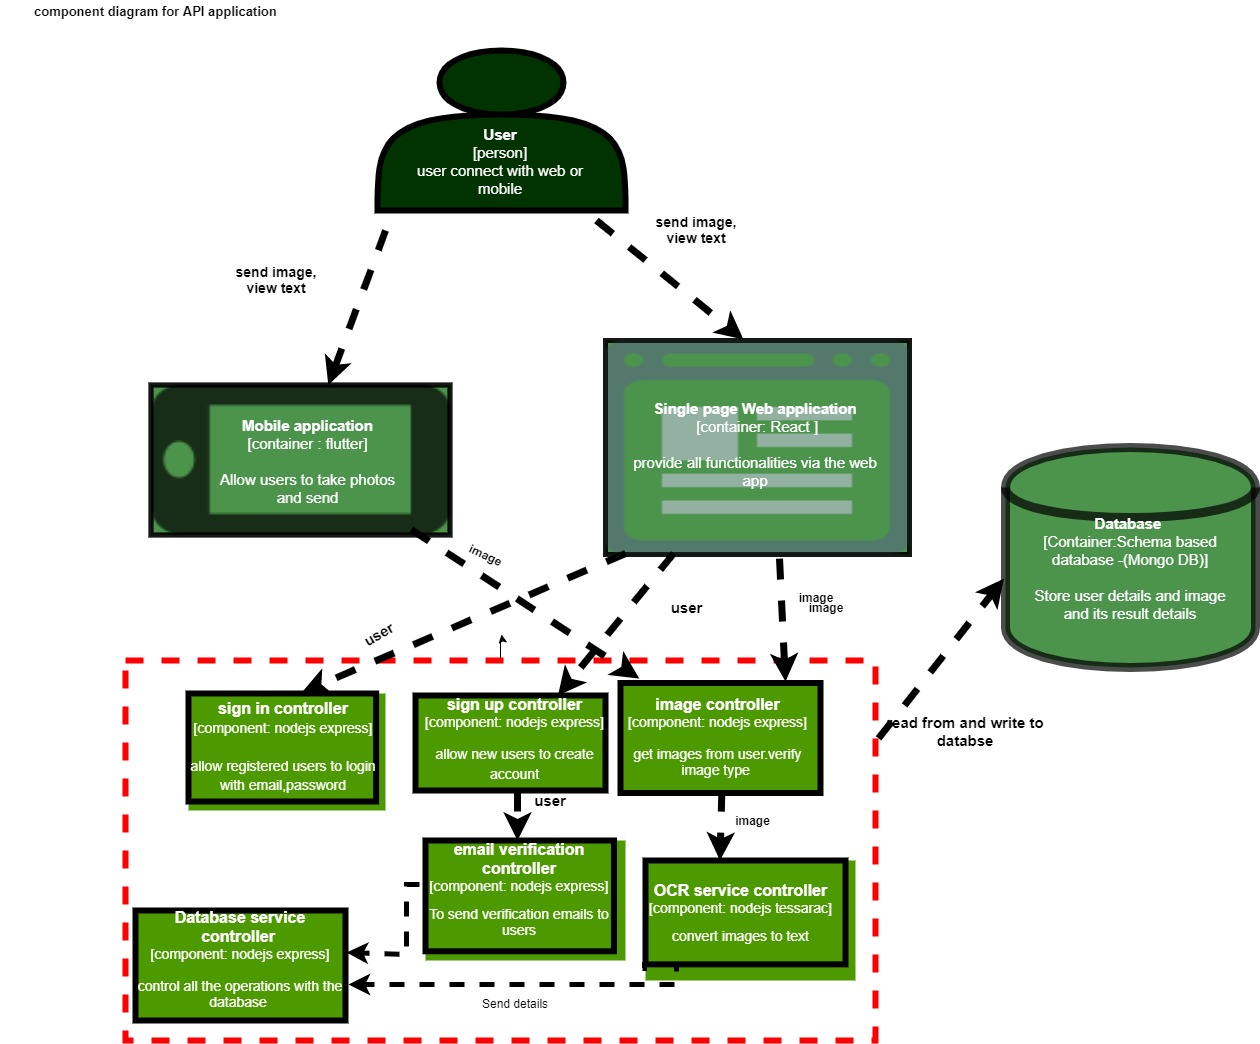 component diagram for API application
User
[person]
user connect with web or
mobile
send image,
view text
send image,
view text
Mobile application
[container : flutter]
Allow users to take photos
and send
Single page Web application
[container: React ]
provide all functionalities via the web
app
Database
[Container:Schema based
database -(Mongo DB)]
Store user details and image
and its result details
image
user
user
image
image
read from and write to
databse
sign in controller
[component: nodejs express]
allow registered users to login
with email,password
sign up controller
[component: nodejs express]
allow new users to create
account
image controller
[component: nodejs express]
get images from user.verify
image type
user
image
email verification
controller
[component: nodejs express]
To send verification emails to
users
OCR service controller
[component: nodejs tessarac]
convert images to text
Database service
controller
[component: nodejs express]
control all the operations with the
database
Send details